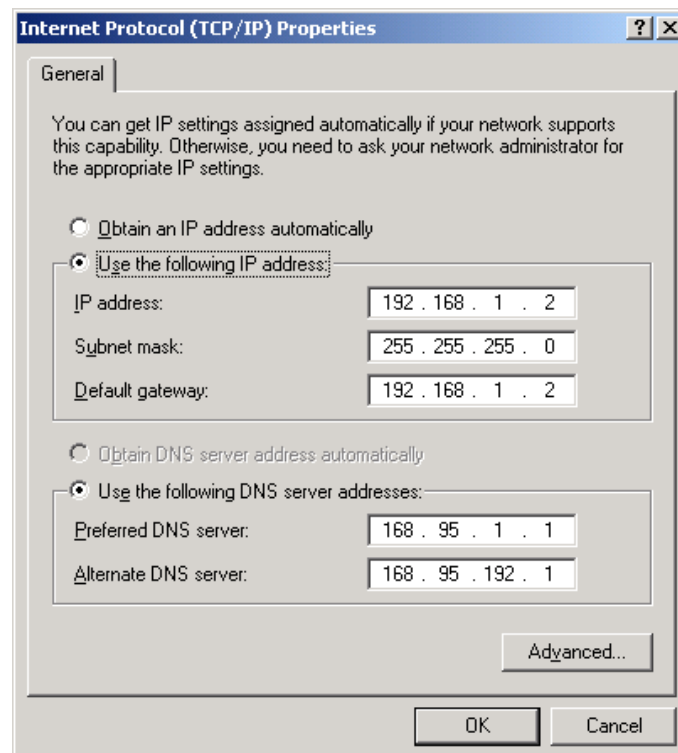 Internet Protocol (TCP/IP) Properties
General
You can get IP settings assigned automatically if your network supports
this capability. Otherwise, you need to ask your network administrator for
the appropriate IP settings.
Obtain an IP address automatically
Use the following IP address:
IP address: 192 . 168 . 1 . 2
Subnet mask: 255 . 255 . 255 . 0
Default gateway: 192 . 168 . 1 . 2
Obtain DNS server address automatically
Use the following DNS server addresses:
Preferred DNS server: 168 . 95 . 1 . 1
Alternate DNS server: 168 . 95 . 192 . 1
Advanced...
OK Cancel